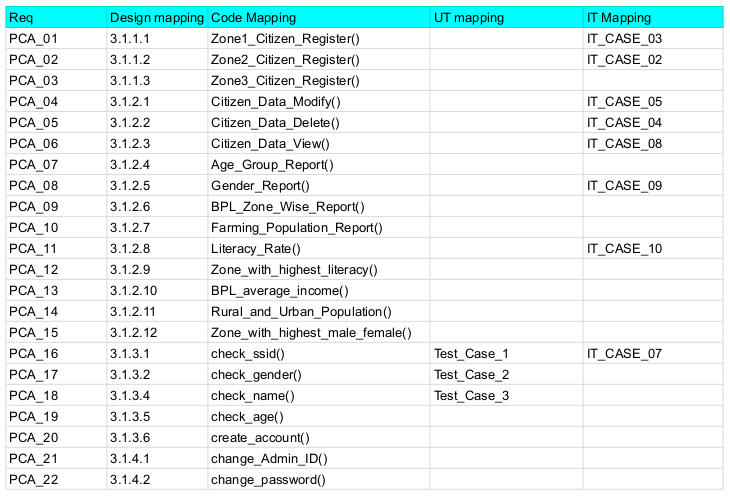 Req Design mapping Code Mapping UT mapping IT Mapping
PCA_01 3.1.1.1 Zone1_Citizen_Register() IT_CASE_03
PCA_02 3.1.1.2 Zone2_Citizen_Register() IT_CASE_02
PCA_03 3.1.1.3 Zone3_Citizen_Register()
PCA_04 3.1.2.1 Citizen_Data_Modify() IT_CASE_05
PCA_05 3.1.2.2 Citizen_Data_Delete() IT_CASE_04
PCA_06 3.1.2.3 Citizen_Data_View() IT_CASE_08
PCA_07 3.1.2.4 Age_Group_Report()
PCA_08 3.1.2.5 Gender_Report() IT_CASE_09
PCA_09 3.1.2.6 BPL_Zone_Wise_Report()
PCA_10 3.1.2.7 Farming_Population_Report()
PCA_11 3.1.2.8 Literacy_Rate() IT_CASE_10
PCA_12 3.1.2.9 Zone_with_highest_literacy()
PCA_13 3.1.2.10 BPL_average_income()
PCA_14 3.1.2.11 Rural_and_Urban_Population()
PCA_15 3.1.2.12 Zone_with_highest_male_female()
PCA_16 3.1.3.1 check_ssid() Test_Case_1 IT_CASE_07
PCA_17 3.1.3.2 check_gender() Test_Case_2
PCA_18 3.1.3.4 check_name() Test_Case_3
PCA_19 3.1.3.5 check_age()
PCA_20 3.1.3.6 create_account()
PCA_21 3.1.4.1 change_Admin_ID()
PCA_22 3.1.4.2 change_password()